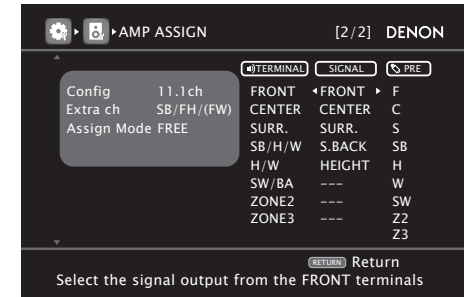 AMP ASSIGN [2/2] DENON
TERMINAL SIGNAL PRE
Config 11.1ch
Extra ch SB/FH/(FW)
Assign Mode FREE
FRONT FRONT F
CENTER CENTER C
SURR. SURR. S
SB/H/W S.BACK SB
H/W HEIGHT H
SW/BA --- W
ZONE2 --- SW
ZONE3 --- Z2
Z3
RETURN Return
Select the signal output from the FRONT terminals